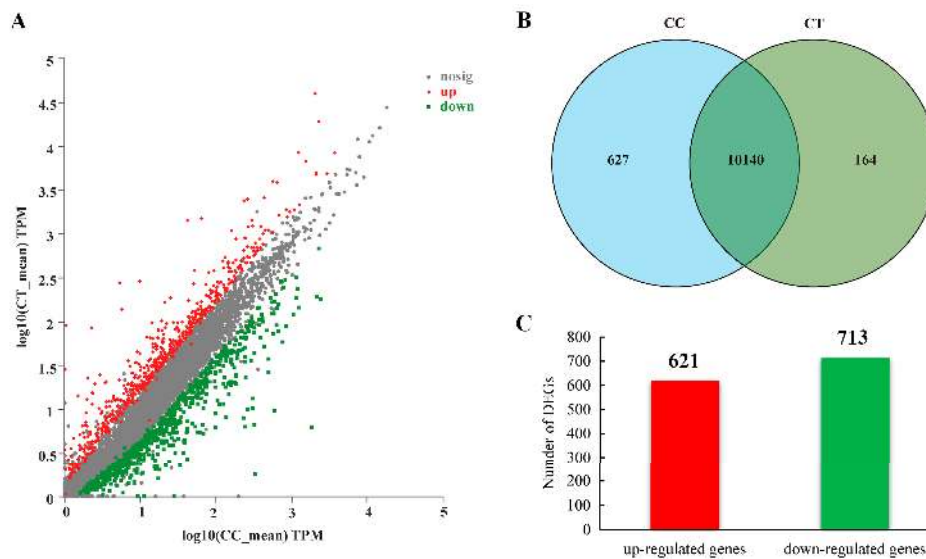 A
5
4.5
4
3.5
3
2.5
2
1.5
1
0.5
0
0 1 2 3 4 5
log10(CT_mean) TPM
log10(CC_mean) TPM
nosig
up
down
B
CC CT
627 10140 164
C
800
700
600
500
400
300
200
100
0
Number of DEGs
621 713
up-regulated genes down-regulated genes